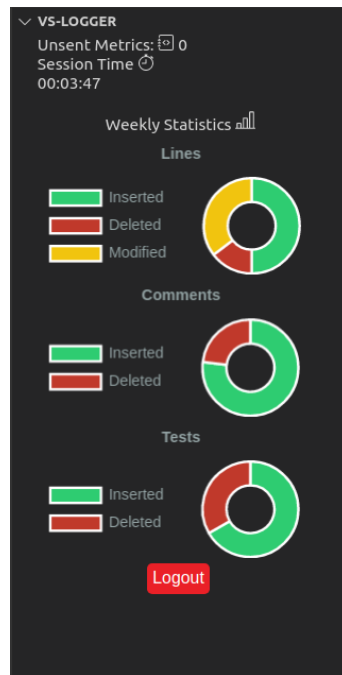 VS-LOGGER
Unsent Metrics: 0
Session Time
00:03:47
Weekly Statistics
Lines
Inserted
Deleted
Modified
Comments
Inserted
Deleted
Tests
Inserted
Deleted
Logout